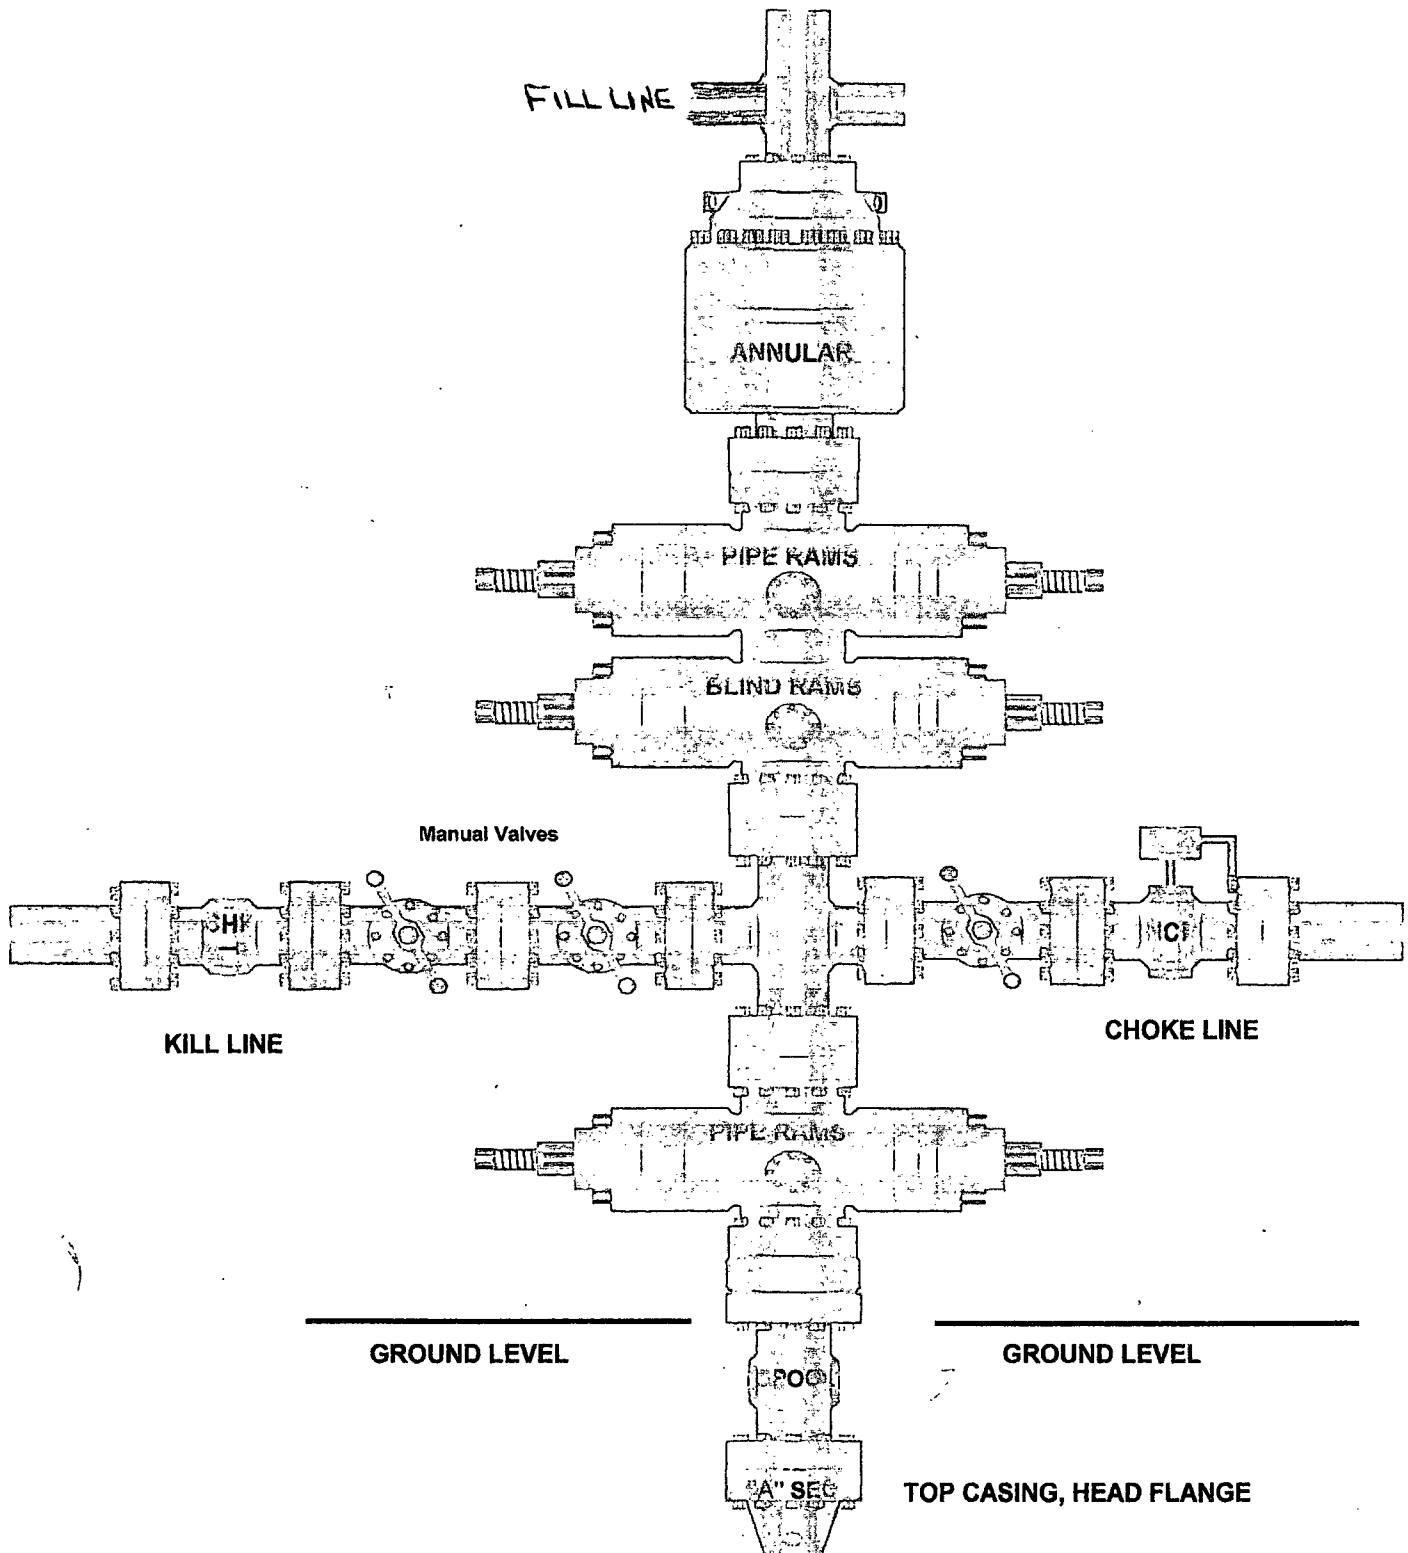 FILL LINE
ANNULAR
PIPE RAMS
BLIND RAMS
Manual Valves
KILL LINE
CHOKE LINE
PIPE RAMS
GROUND LEVEL
GROUND LEVEL
"A" SEC
TOP CASING, HEAD FLANGE